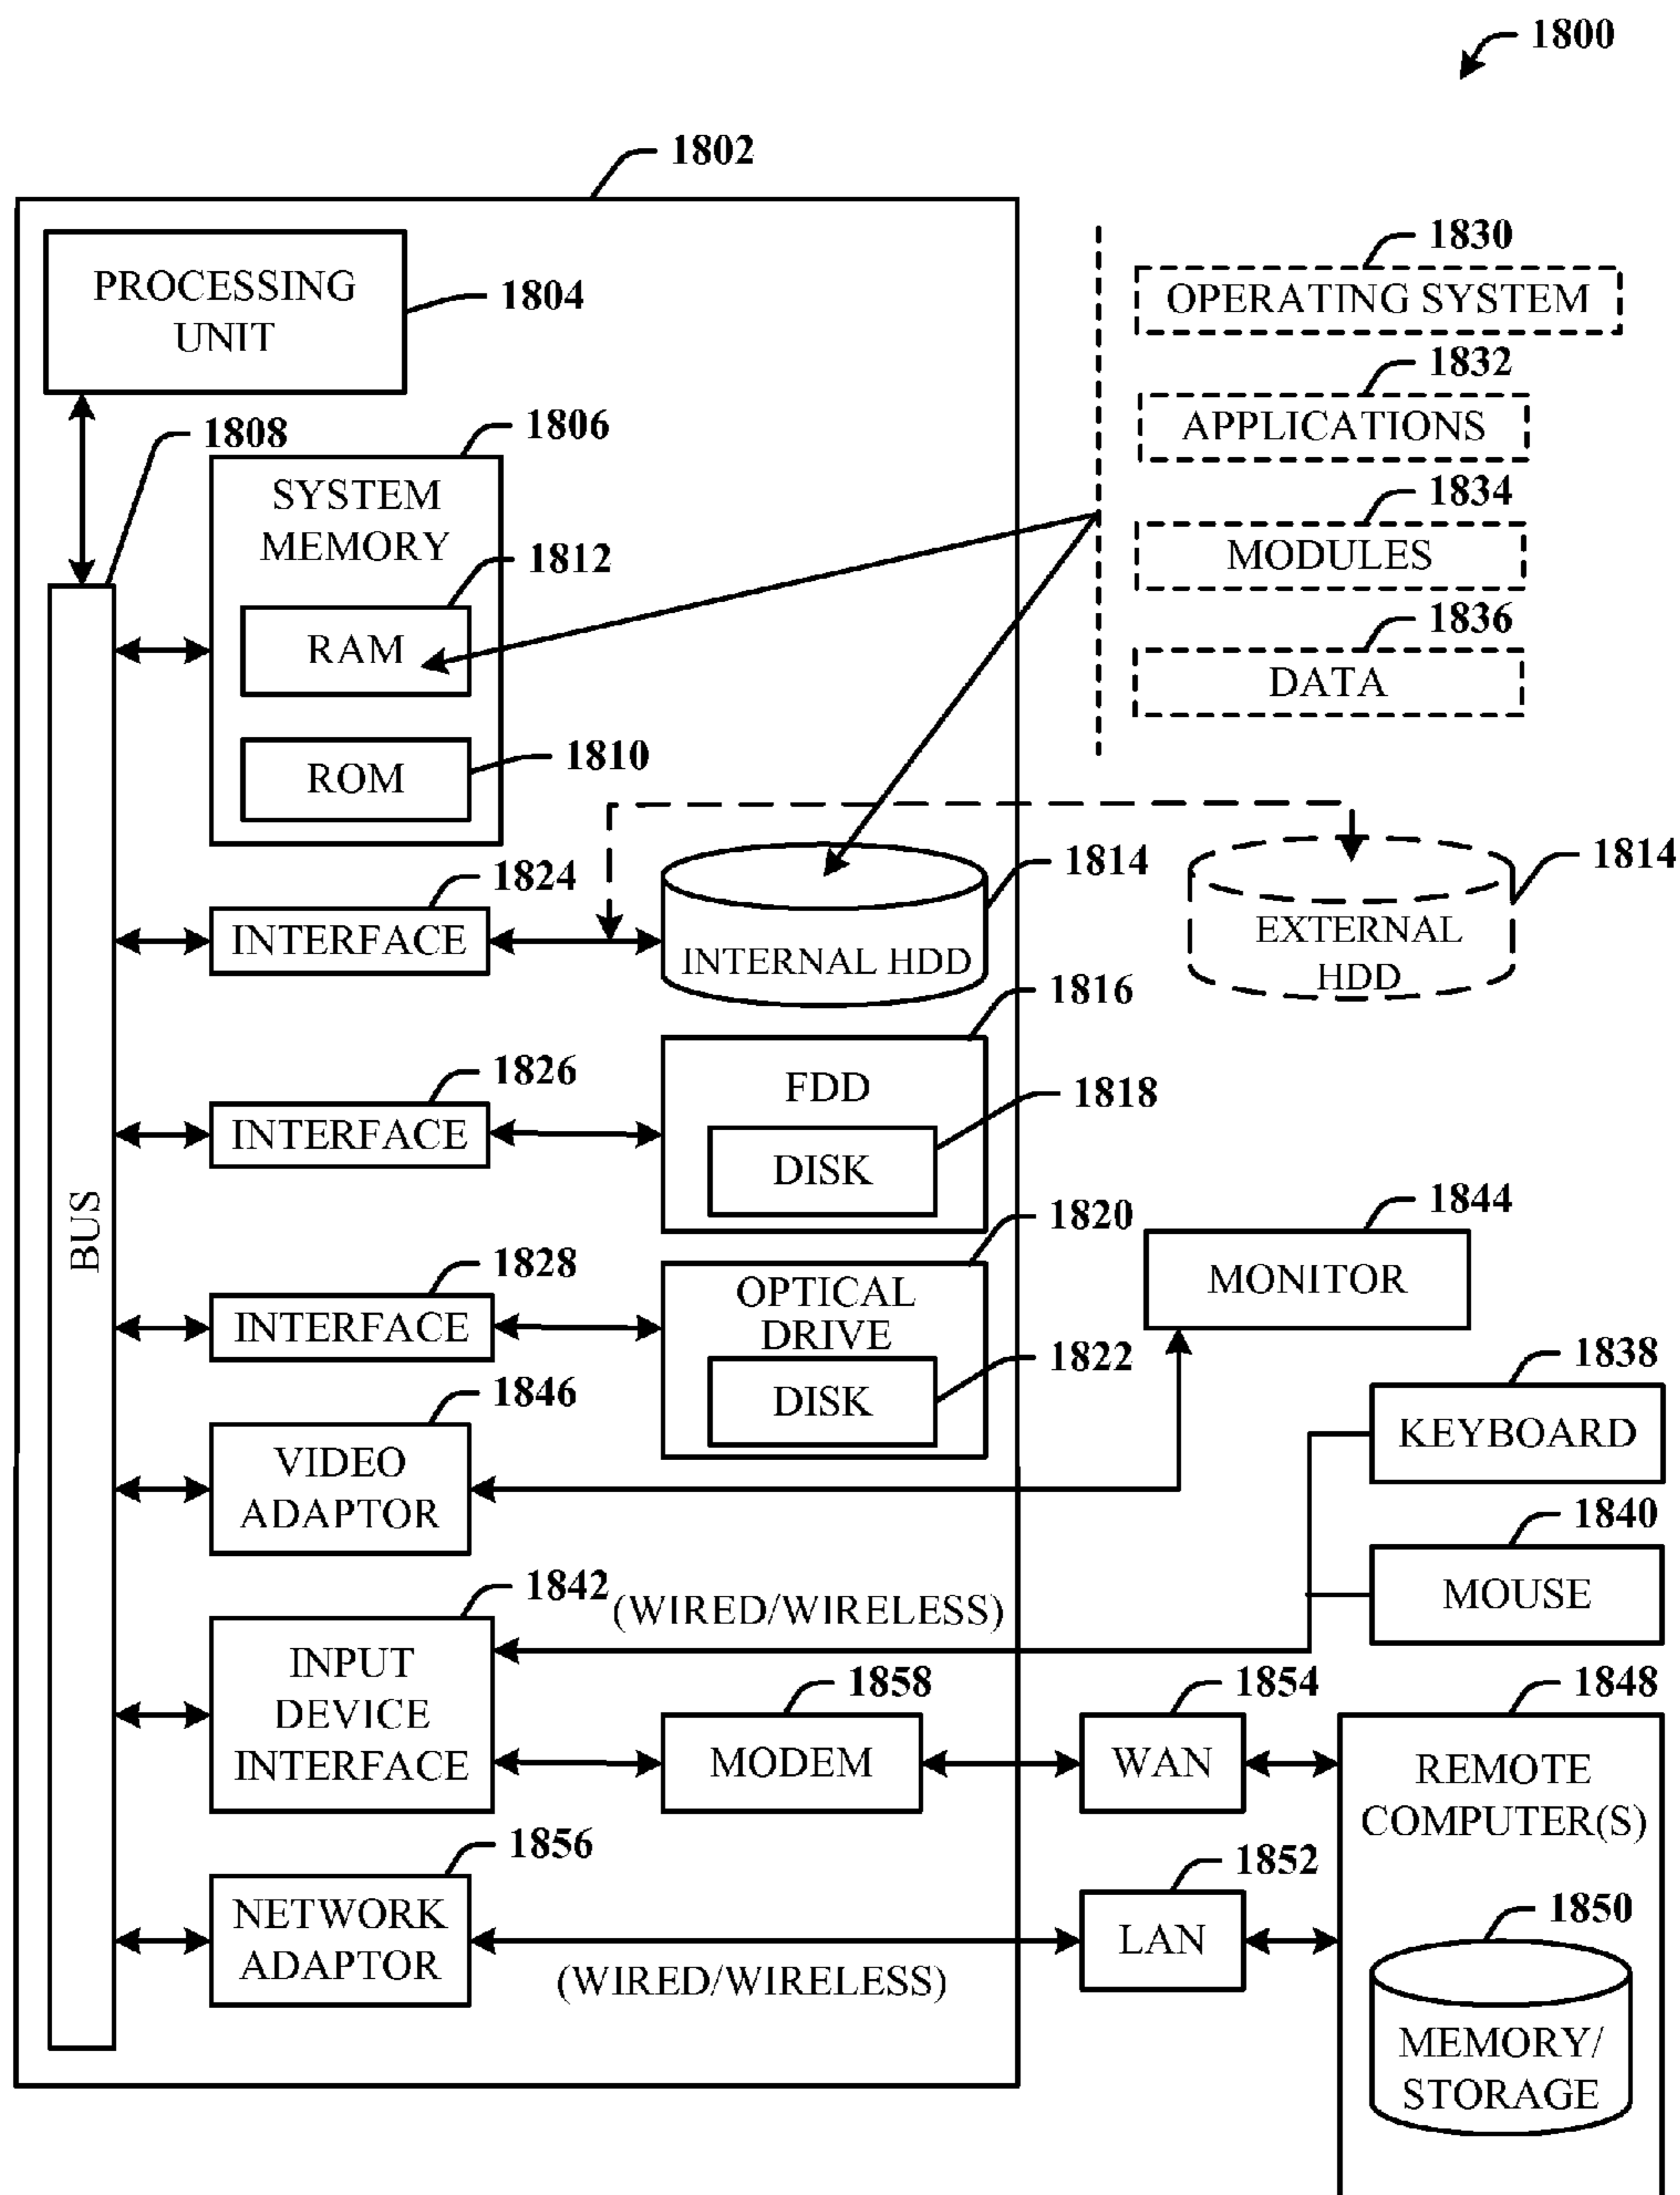 1800
1802
PROCESSING
UNIT
1804
1808
1806
SYSTEM
MEMORY
1812
RAM
ROM
1810
1830
OPERATING SYSTEM
1832
APPLICATIONS
1834
MODULES
1836
DATA
1824
INTERFACE
INTERNAL HDD
1814
EXTERNAL
HDD
1814
1816
1826
INTERFACE
FDD
1818
DISK
BUS
1820
1828
INTERFACE
OPTICAL
DRIVE
1822
DISK
1844
MONITOR
1846
VIDEO
ADAPTOR
1838
KEYBOARD
1840
MOUSE
1842
(WIRED/WIRELESS)
INPUT
DEVICE
INTERFACE
1858
MODEM
1854
WAN
1848
REMOTE
COMPUTER(S)
1856
NETWORK
ADAPTOR
(WIRED/WIRELESS)
1852
LAN
1850
MEMORY/
STORAGE